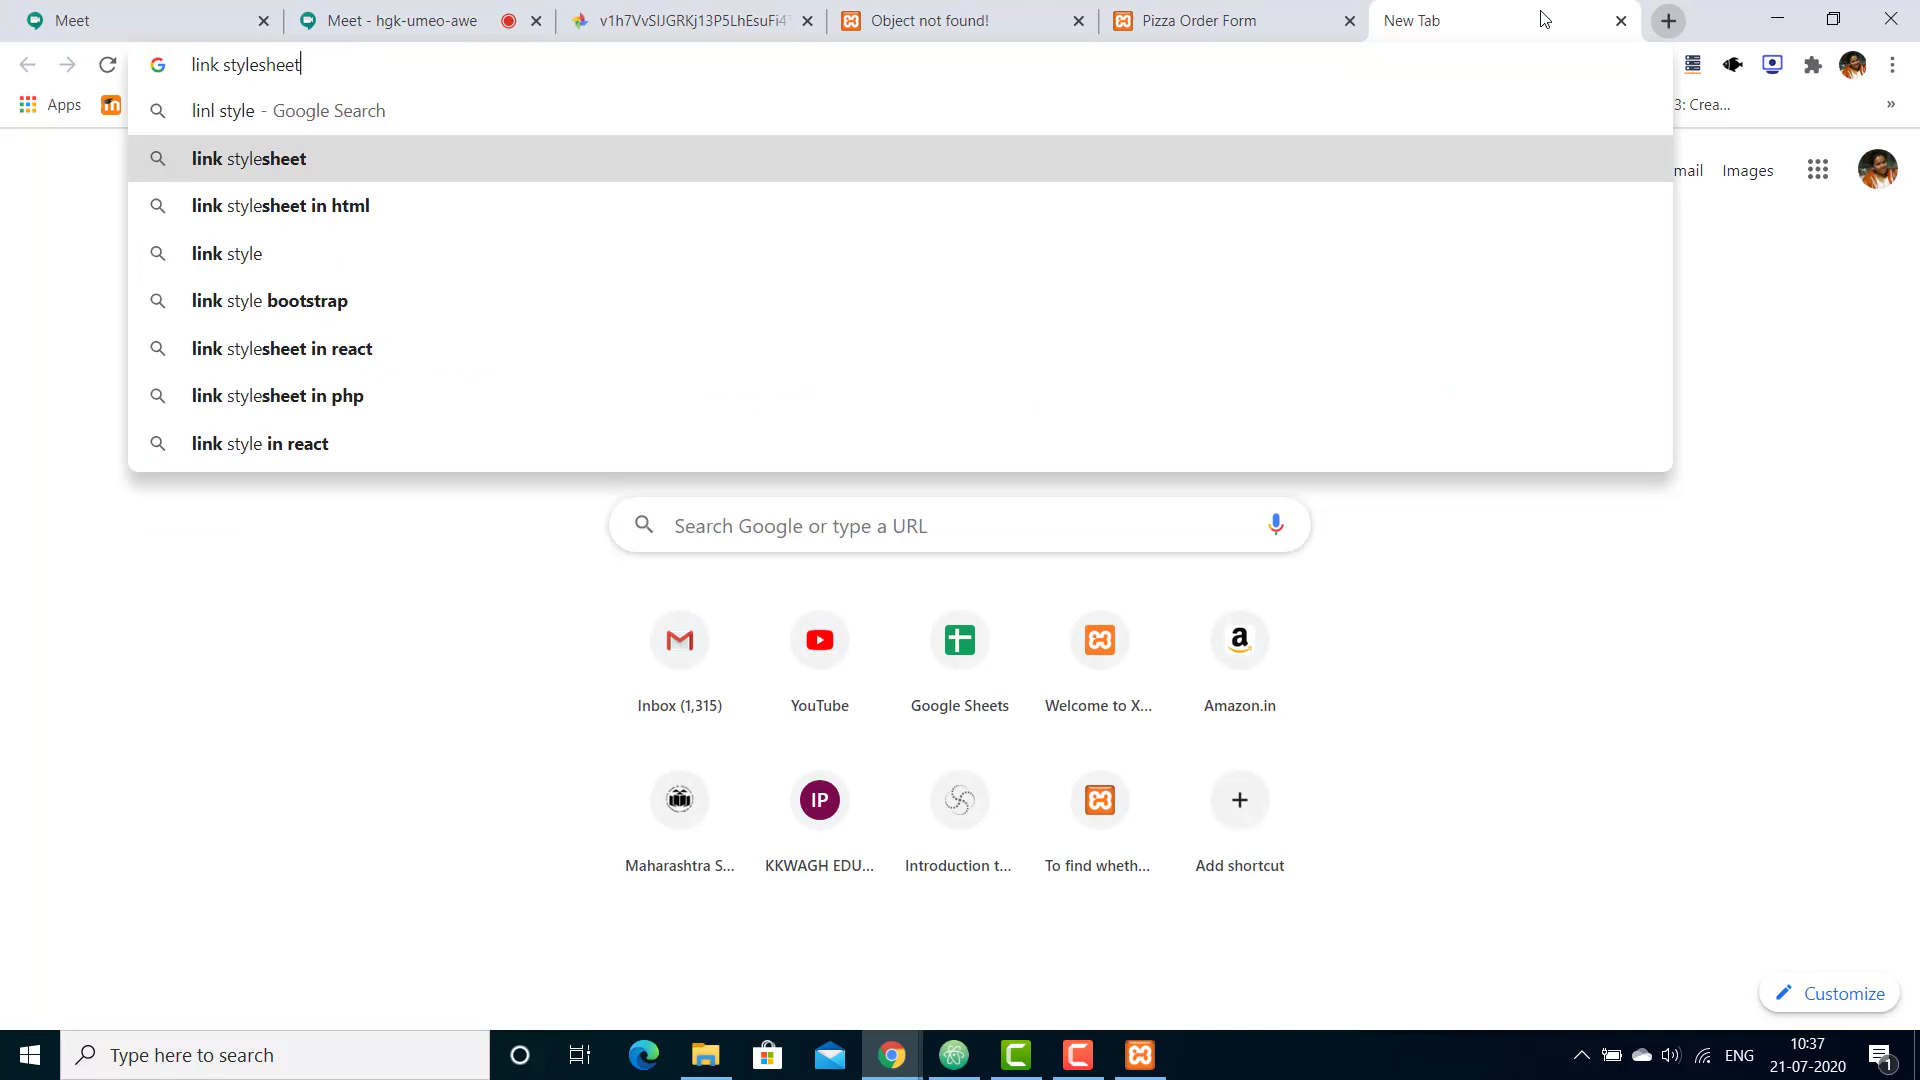 Meet
Meet - hgk-umeo-awe
Object not found!
Pizza Order Form
New Tab
link stylesheet
Apps
3: Crea...
linl style - Google Search
link stylesheet
link stylesheet in html
link style
link style bootstrap
link stylesheet in react
link stylesheet in php
link style in react
mail
Images
Search Google or type a URL
Inbox (1,315)
YouTube
Google Sheets
Welcome to X...
Amazon.in
IP
Maharashtra S...
KKWAGH EDU...
Introduction t...
To find wheth...
Add shortcut
Customize
Type here to search
ENG
10:37
21-07-2020
1